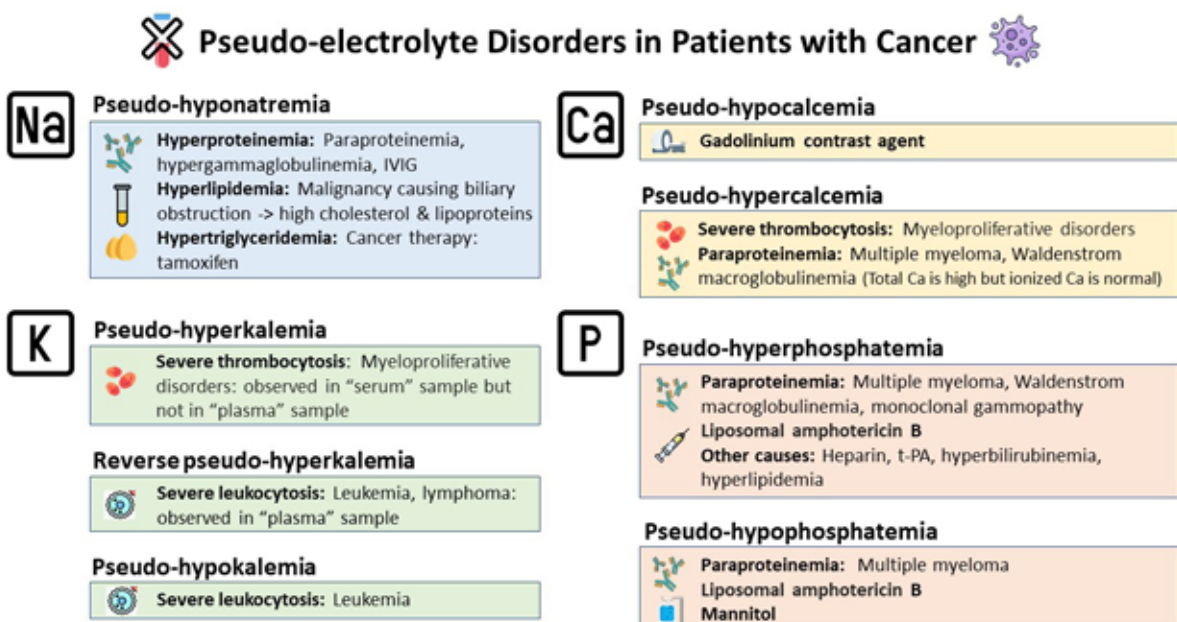 Pseudo-electrolyte Disorders in Patients with Cancer
Na
Pseudo-hyponatremia
Hyperproteinemia: Paraproteinemia,
hypergammaglobulinemia, IVIG
Hyperlipidemia: Malignancy causing biliary
obstruction -> high cholesterol & lipoproteins
Hypertriglyceridemia: Cancer therapy:
tamoxifen
K
Pseudo-hyperkalemia
Severe thrombocytosis: Myeloproliferative
disorders: observed in “serum” sample but
not in “plasma” sample
Reverse pseudo-hyperkalemia
Severe leukocytosis: Leukemia, lymphoma:
observed in “plasma” sample
Pseudo-hypokalemia
Severe leukocytosis: Leukemia
Ca
Pseudo-hypocalcemia
Gadolinium contrast agent
Pseudo-hypercalcemia
Severe thrombocytosis: Myeloproliferative disorders
Paraproteinemia: Multiple myeloma, Waldenstrom
macroglobulinemia (Total Ca is high but ionized Ca is normal)
P
Pseudo-hyperphosphatemia
Paraproteinemia: Multiple myeloma, Waldenstrom
macroglobulinemia, monoclonal gammopathy
Liposomal amphotericin B
Other causes: Heparin, t-PA, hyperbilirubinemia,
hyperlipidemia
Pseudo-hypophosphatemia
Paraproteinemia: Multiple myeloma
Liposomal amphotericin B
Mannitol